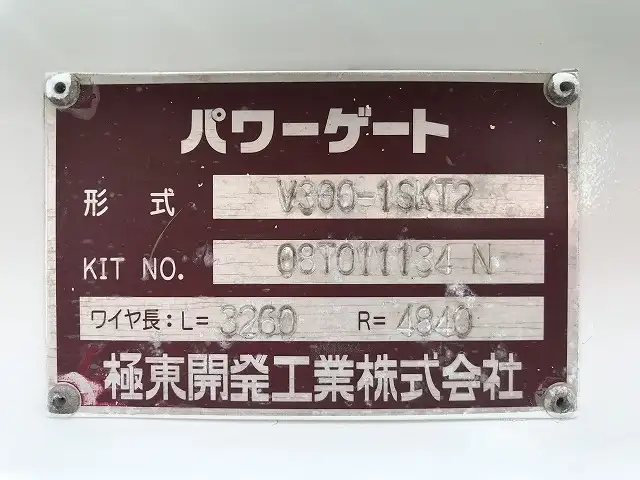 パワーゲート
形 式 V300-1SKT2
KIT NO. 08T011134 N
ワイヤ長:L= 3260 R= 4840
極東開発工業株式会社